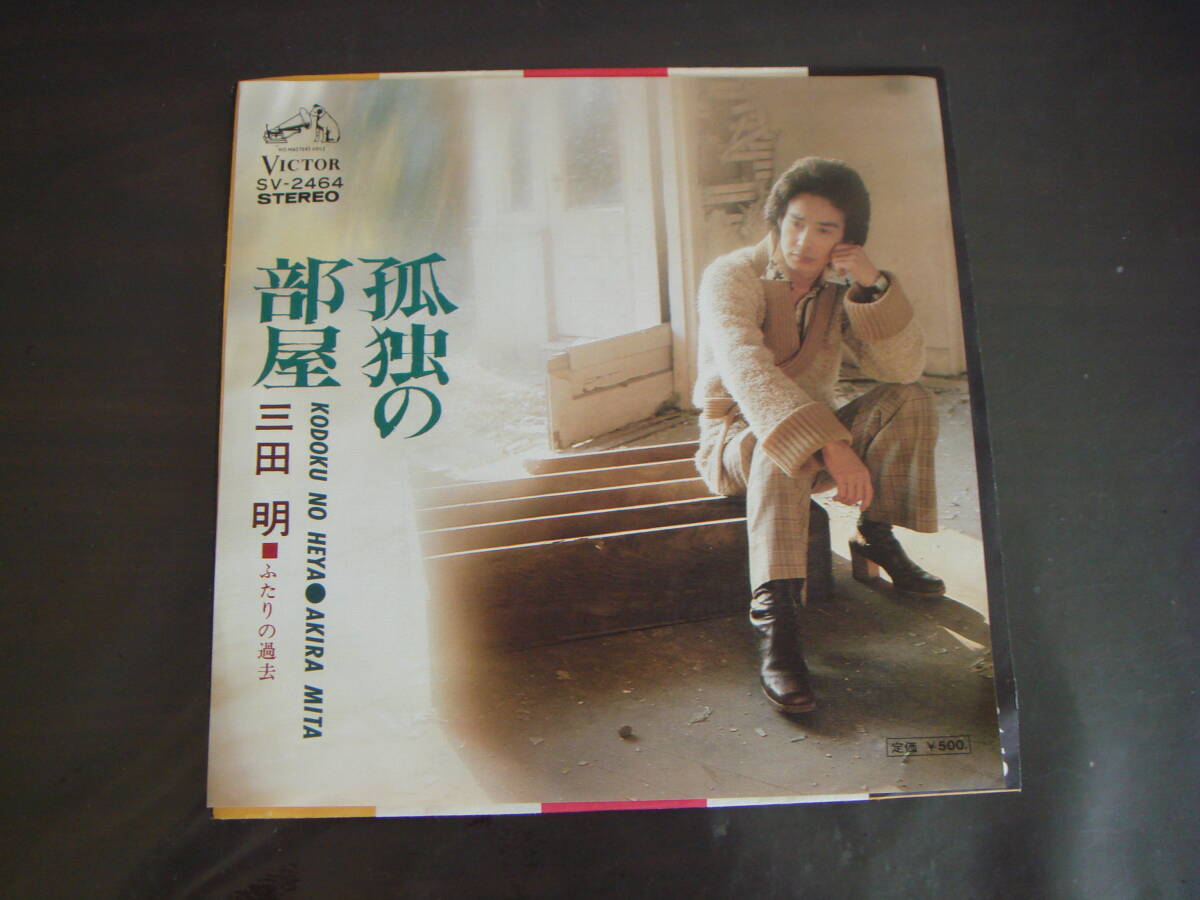 HIS MASTER'S VOICE
VICTOR
SV-2464
STEREO
孤独の
部屋
KODOKU NO HEYA●AKIRA MITA
三田 明
■ふたりの過去
定価 ¥500.